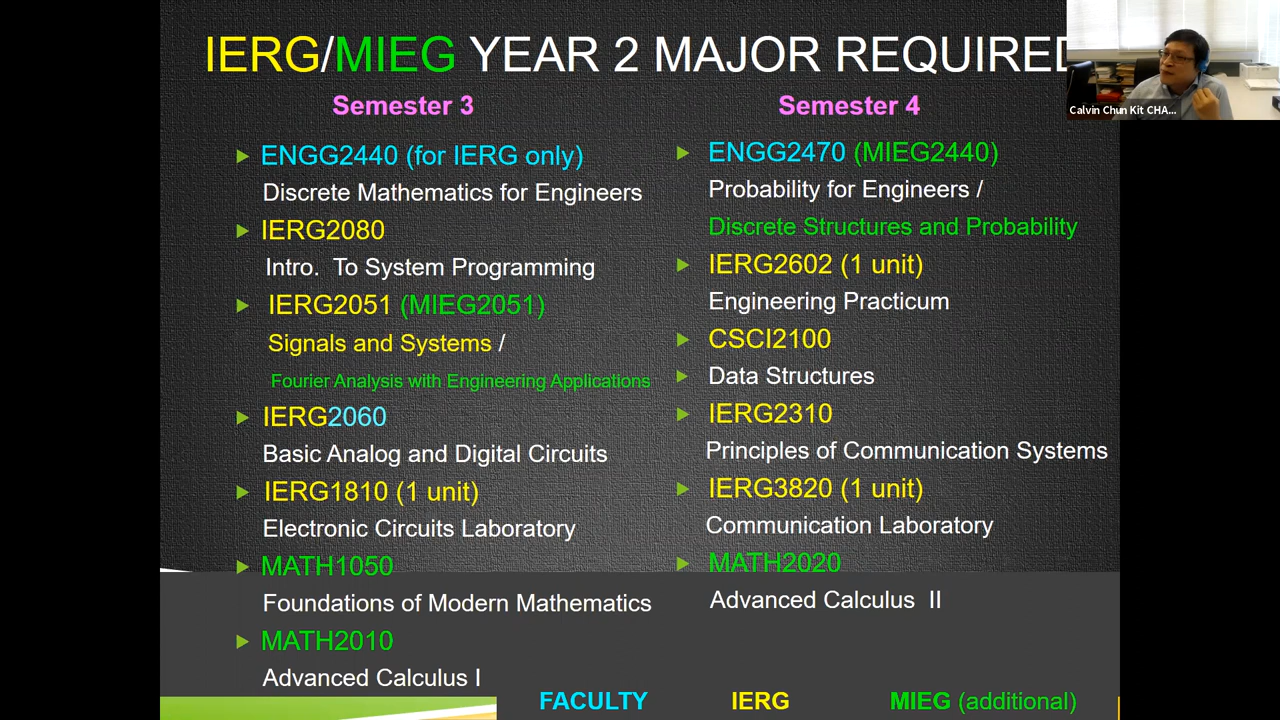 IERG/MIEG YEAR 2 MAJOR REQUIRED
Calvin Chun Kit CHA...
Semester 3
ENGG2440 (for IERG only)
Discrete Mathematics for Engineers
IERG2080
Intro. To System Programming
IERG2051 (MIEG2051)
Signals and Systems /
Fourier Analysis with Engineering Applications
IERG2060
Basic Analog and Digital Circuits
IERG1810 (1 unit)
Electronic Circuits Laboratory
MATH1050
Foundations of Modern Mathematics
MATH2010
Advanced Calculus I
Semester 4
ENGG2470 (MIEG2440)
Probability for Engineers /
Discrete Structures and Probability
IERG2602 (1 unit)
Engineering Practicum
CSCI2100
Data Structures
IERG2310
Principles of Communication Systems
IERG3820 (1 unit)
Communication Laboratory
MATH2020
Advanced Calculus II
FACULTY IERG MIEG (additional)